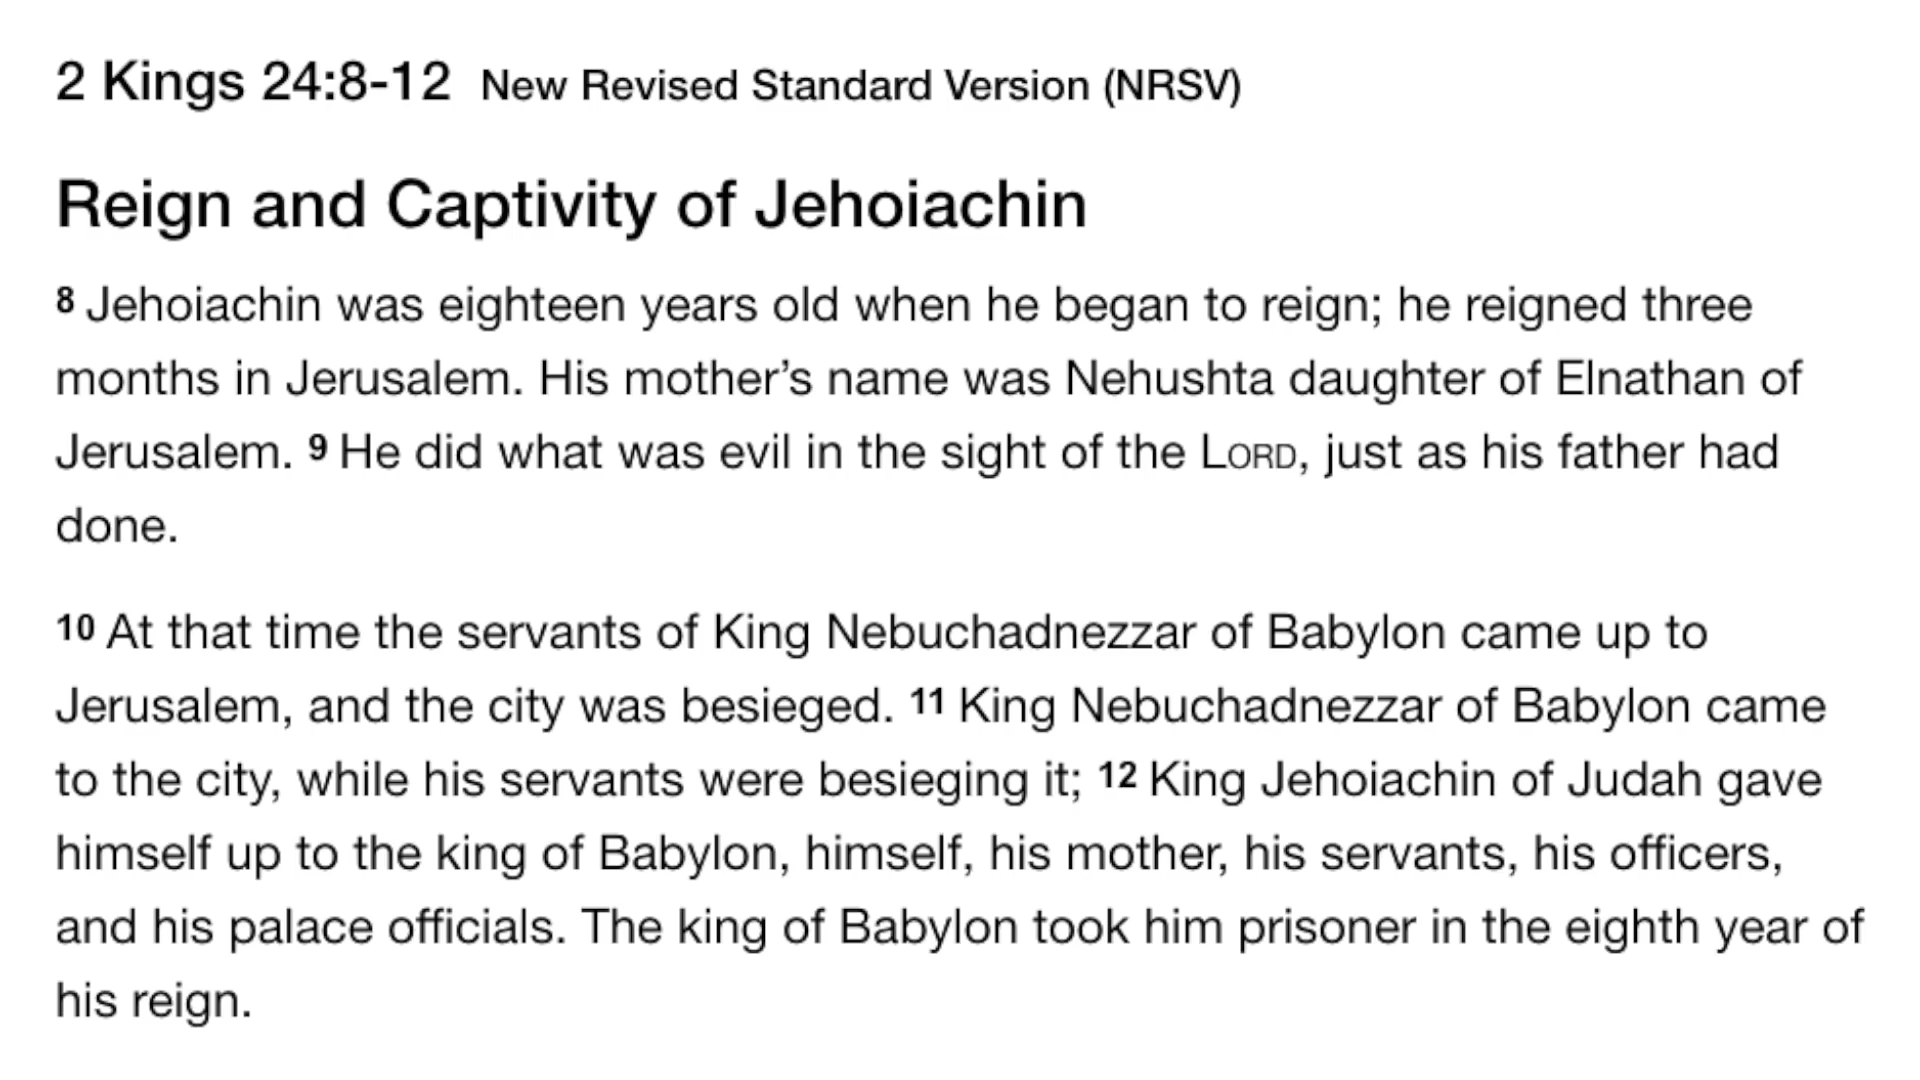 2 Kings 24:8-12 New Revised Standard Version (NRSV)
Reign and Captivity of Jehoiachin
8 Jehoiachin was eighteen years old when he began to reign; he reigned three
months in Jerusalem. His mother’s name was Nehushta daughter of Elnathan of
Jerusalem. 9 He did what was evil in the sight of the LORD, just as his father had
done.
10 At that time the servants of King Nebuchadnezzar of Babylon came up to
Jerusalem, and the city was besieged. 11 King Nebuchadnezzar of Babylon came
to the city, while his servants were besieging it; 12 King Jehoiachin of Judah gave
himself up to the king of Babylon, himself, his mother, his servants, his officers,
and his palace officials. The king of Babylon took him prisoner in the eighth year of
his reign.